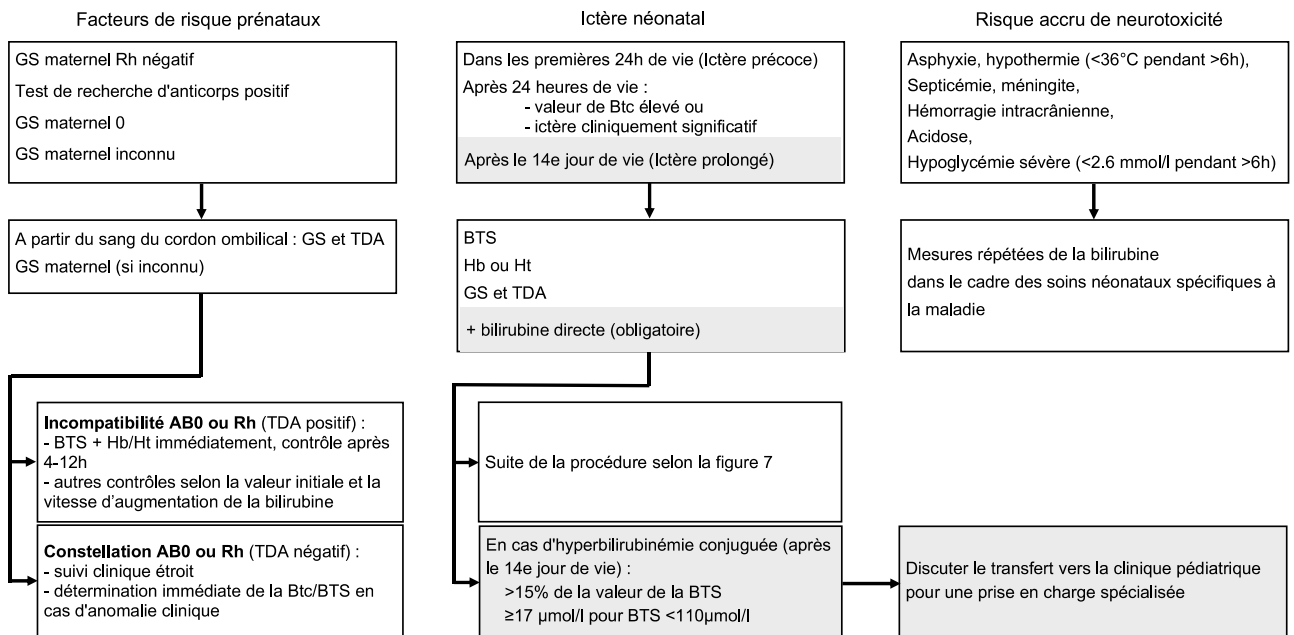 Facteurs de risque prénataux
GS maternel Rh négatif
Test de recherche d'anticorps positif
GS maternel 0
GS maternel inconnu
A partir du sang du cordon ombilical : GS et TDA
GS maternel (si inconnu)
Incompatibilité AB0 ou Rh (TDA positif) :
- BTS + Hb/Ht immédiatement, contrôle après
4-12h
- autres contrôles selon la valeur initiale et la
vitesse d'augmentation de la bilirubine
Constellation AB0 ou Rh (TDA négatif) :
- suivi clinique étroit
- détermination immédiate de la Btc/BTS en
cas d'anomalie clinique
Ictère néonatal
Dans les premières 24h de vie (Ictère précoce)
Après 24 heures de vie :
- valeur de Btc élevé ou
- ictère cliniquement significatif
Après le 14e jour de vie (Ictère prolongé)
BTS
Hb ou Ht
GS et TDA
+ bilirubine directe (obligatoire)
Suite de la procédure selon la figure 7
En cas d'hyperbilirubinémie conjuguée (après
le 14e jour de vie) :
>15% de la valeur de la BTS
≥17 µmol/l pour BTS <110µmol/l
Risque accru de neurotoxicité
Asphyxie, hypothermie (<36°C pendant >6h),
Septicémie, méningite,
Hémorragie intracrânienne,
Acidose,
Hypoglycémie sévère (<2.6 mmol/l pendant >6h)
Mesures répétées de la bilirubine
dans le cadre des soins néonataux spécifiques à
la maladie
Discuter le transfert vers la clinique pédiatrique
pour une prise en charge spécialisée